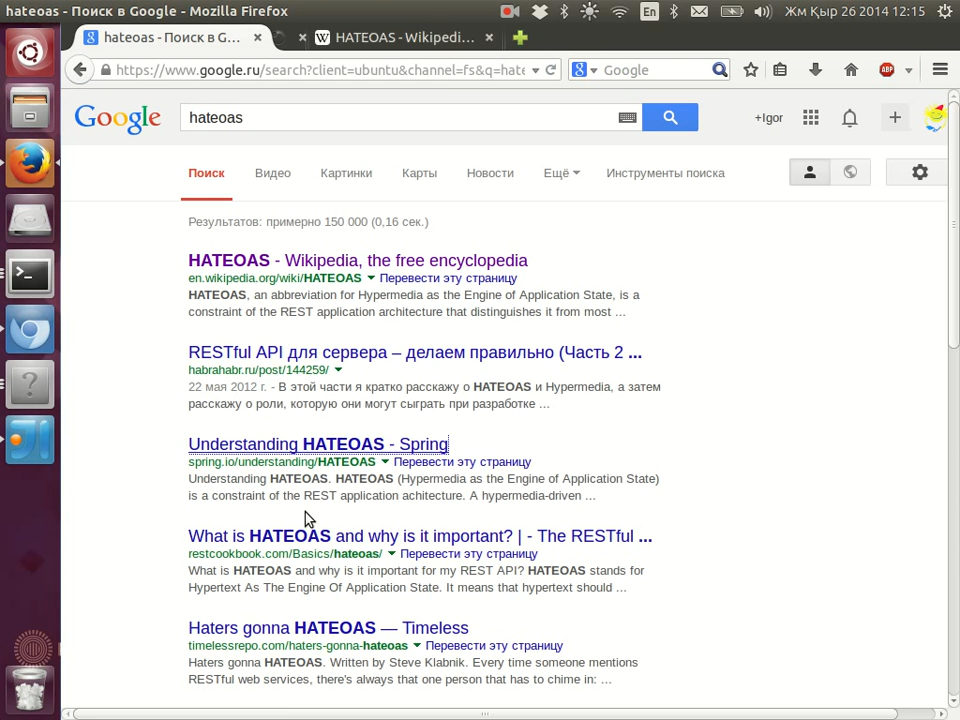 hateoas - Поиск в Google - Mozilla Firefox
En
Жм Қыр 26 2014 12:15
hateoas - Поиск в G...
HATEOAS - Wikipedi...
https://www.google.ru/search?client=ubuntu&channel=fs&q=hate
Google
ABP
Google
hateoas
+Igor
Поиск
Видео
Картинки
Карты
Новости
Ещё
Инструменты поиска
Результатов: примерно 150 000 (0,16 сек.)
HATEOAS - Wikipedia, the free encyclopedia
en.wikipedia.org/wiki/HATEOAS Перевести эту страницу
HATEOAS, an abbreviation for Hypermedia as the Engine of Application State, is a
constraint of the REST application architecture that distinguishes it from most ...
RESTful API для сервера – делаем правильно (Часть 2 ...
habrahabr.ru/post/144259/
22 мая 2012 г. - В этой части я кратко расскажу о HATEOAS и Hypermedia, а затем
расскажу о роли, которую они могут сыграть при разработке ...
Understanding HATEOAS - Spring
spring.io/understanding/HATEOAS Перевести эту страницу
Understanding HATEOAS. HATEOAS (Hypermedia as the Engine of Application State)
is a constraint of the REST application achitecture. A hypermedia-driven ...
What is HATEOAS and why is it important? | - The RESTful ...
restcookbook.com/Basics/hateoas/ Перевести эту страницу
What is HATEOAS and why is it important for my REST API? HATEOAS stands for
Hypertext As The Engine Of Application State. It means that hypertext should ...
Haters gonna HATEOAS — Timeless
timelessrepo.com/haters-gonna-hateoas Перевести эту страницу
Haters gonna HATEOAS. Written by Steve Klabnik. Every time someone mentions
RESTful web services, there's always that one person that has to chime in: ...